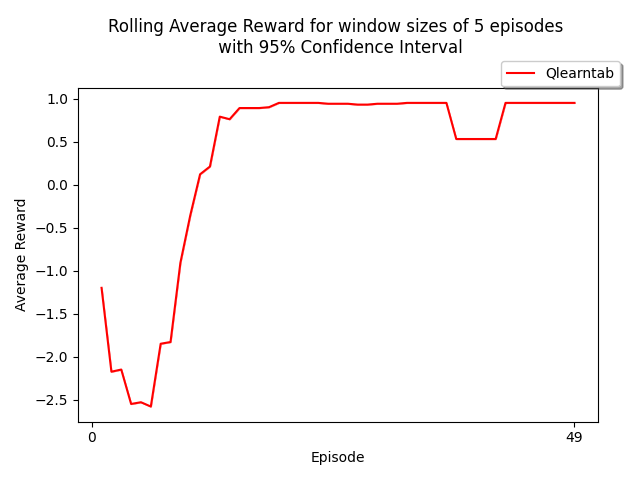 Rolling Average Reward for window sizes of 5 episodes
with 95% Confidence Interval
Qlearntab
1.0
0.5
0.0
−0.5
−1.0
−1.5
−2.0
−2.5
Average Reward
0
49
Episode